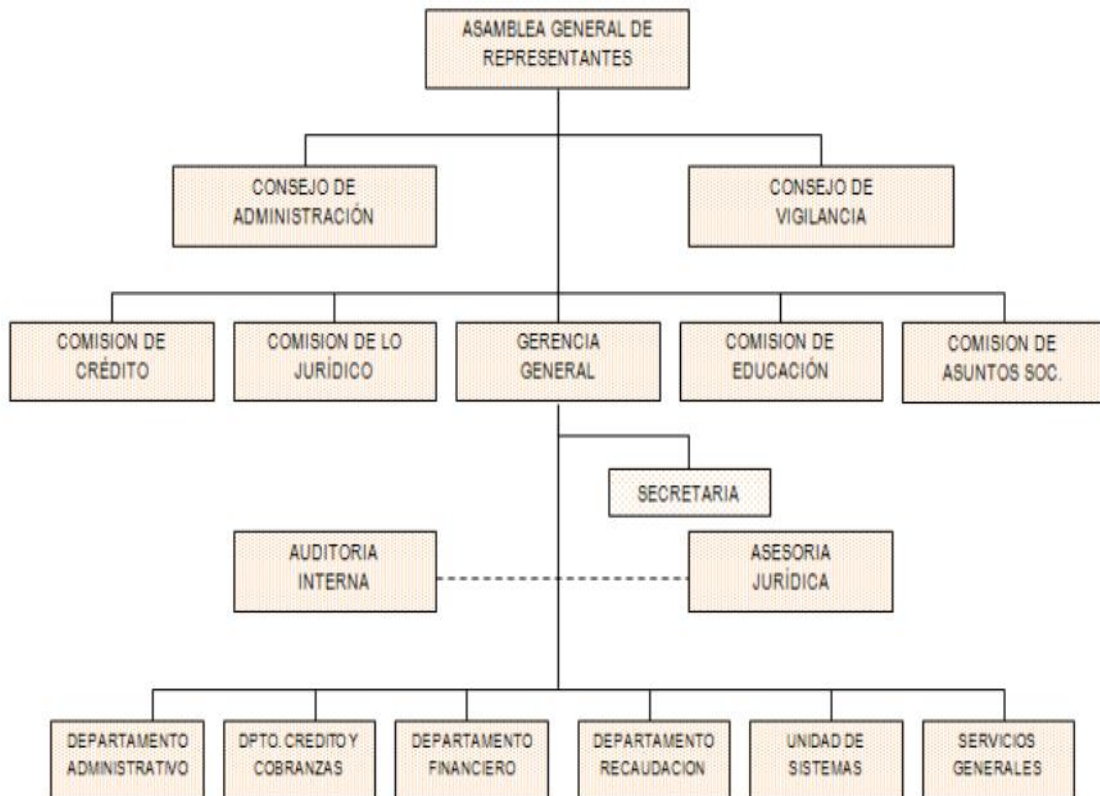 ASAMBLEA GENERAL DE
REPRESENTANTES
CONSEJO DE
ADMINISTRACIÓN
CONSEJO DE
VIGILANCIA
COMISION DE
CRÉDITO
COMISION DE LO
JURÍDICO
GERENCIA
GENERAL
COMISION DE
EDUCACIÓN
COMISION DE
ASUNTOS SOC.
SECRETARIA
AUDITORIA
INTERNA
ASESORIA
JURÍDICA
DEPARTAMENTO
ADMINISTRATIVO
DPTO. CREDITO Y
COBRANZAS
DEPARTAMENTO
FINANCIERO
DEPARTAMENTO
RECAUDACION
UNIDAD DE
SISTEMAS
SERVICIOS
GENERALES